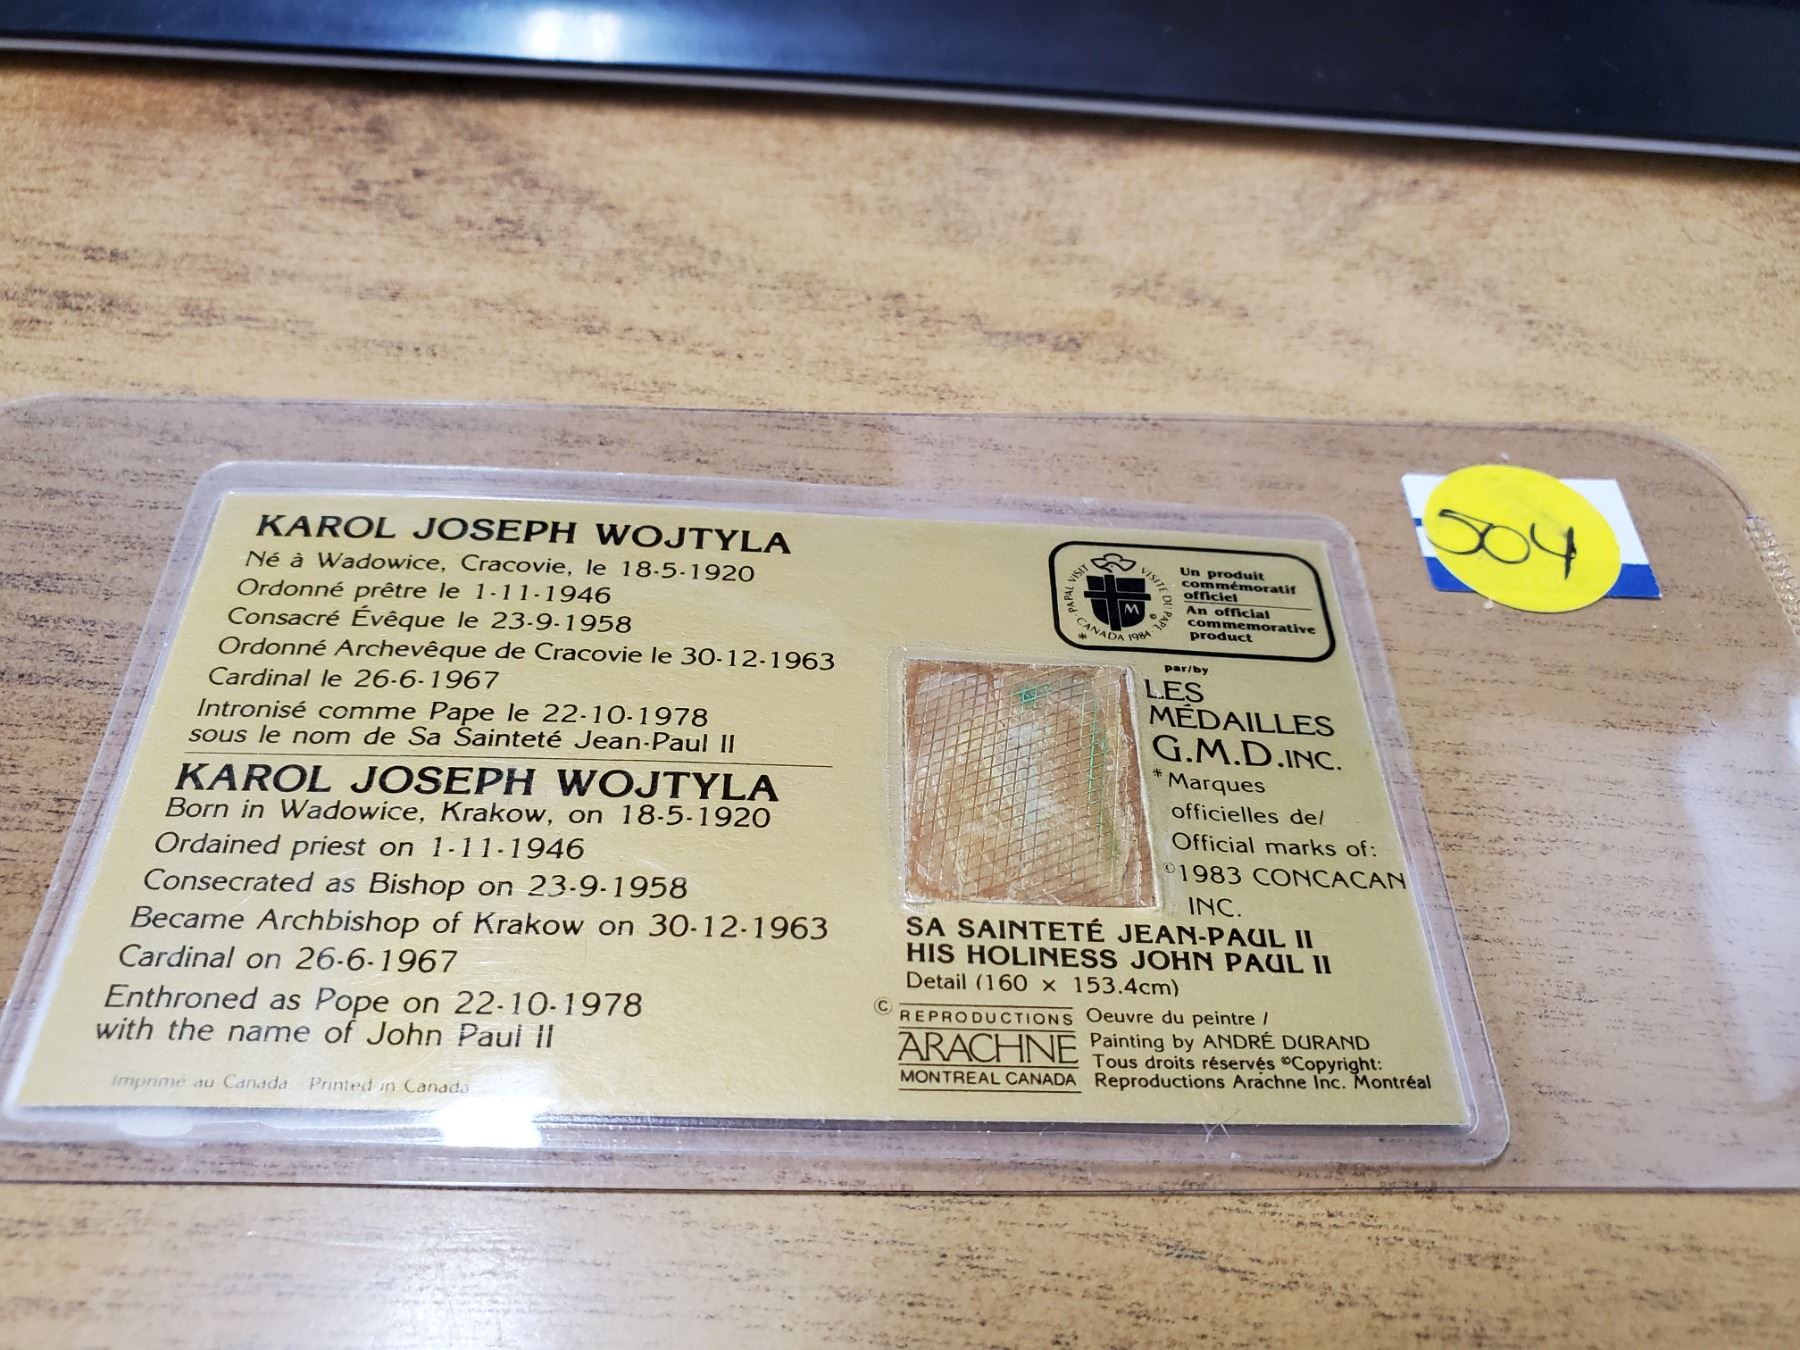 KAROL JOSEPH WOJTYLA
Né à Wadowice, Cracovie, le 18-5-1920
Ordonné prêtre le 1-11-1946
Consacré Évêque le 23-9-1958
Ordonné Archevêque de Cracovie le 30-12-1963
Cardinal le 26-6-1967
Intronisé comme Pape le 22-10-1978
sous le nom de Sa Sainteté Jean-Paul II
KAROL JOSEPH WOJTYLA
Born in Wadowice, Krakow, on 18-5-1920
Ordained priest on 1-11-1946
Consecrated as Bishop on 23-9-1958
Became Archbishop of Krakow on 30-12-1963
Cardinal on 26-6-1967
Enthroned as Pope on 22-10-1978
with the name of John Paul II
Imprimé au Canada Printed in Canada
PAPAL VISIT VISITE DU PAPE
* CANADA 1984
Un produit
commémoratif
officiel
An official
commemorative
product
par/by
LES
MÉDAILLES
G.M.D. INC.
*Marques
officielles de/
Official marks of:
©1983 CONCACAN
INC.
SA SAINTETÉ JEAN-PAUL II
HIS HOLINESS JOHN PAUL II
Detail (160 x 153.4cm)
© REPRODUCTIONS
ARACHNE
MONTREAL CANADA
Oeuvre du peintre /
Painting by ANDRÉ DURAND
Tous droits réservés ©Copyright:
Reproductions Arachne Inc. Montréal
504